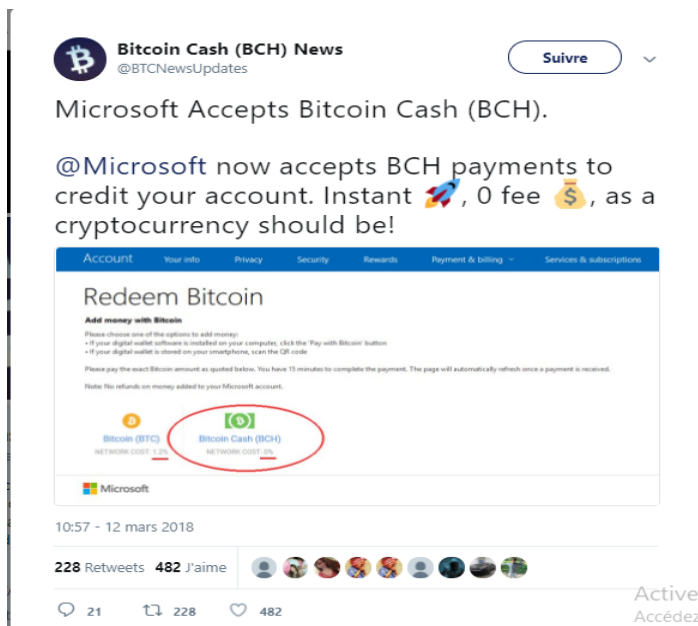 Bitcoin Cash (BCH) News
@BTCNewsUpdates
Suivre
Microsoft Accepts Bitcoin Cash (BCH).
@Microsoft now accepts BCH payments to
credit your account. Instant 🚀, 0 fee 💰, as a
cryptocurrency should be!
Account Your info Privacy Security Rewards Payment & billing Services & subscriptions
Redeem Bitcoin
Add money with Bitcoin
Please choose one of the options to add money:
• If your digital wallet software is installed on your computer, click the 'Pay with Bitcoin' button
• If your digital wallet is stored on your smartphone, scan the QR code
Please pay the exact Bitcoin amount as quoted below. You have 15 minutes to complete the payment. The page will automatically refresh once a payment is received.
Note: No refunds on money added to your Microsoft account.
Bitcoin (BTC) Bitcoin Cash (BCH)
NETWORK COST: 1.2% NETWORK COST: 0%
Microsoft
10:57 - 12 mars 2018
228 Retweets 482 J'aime
21 228 482
Active
Accédez